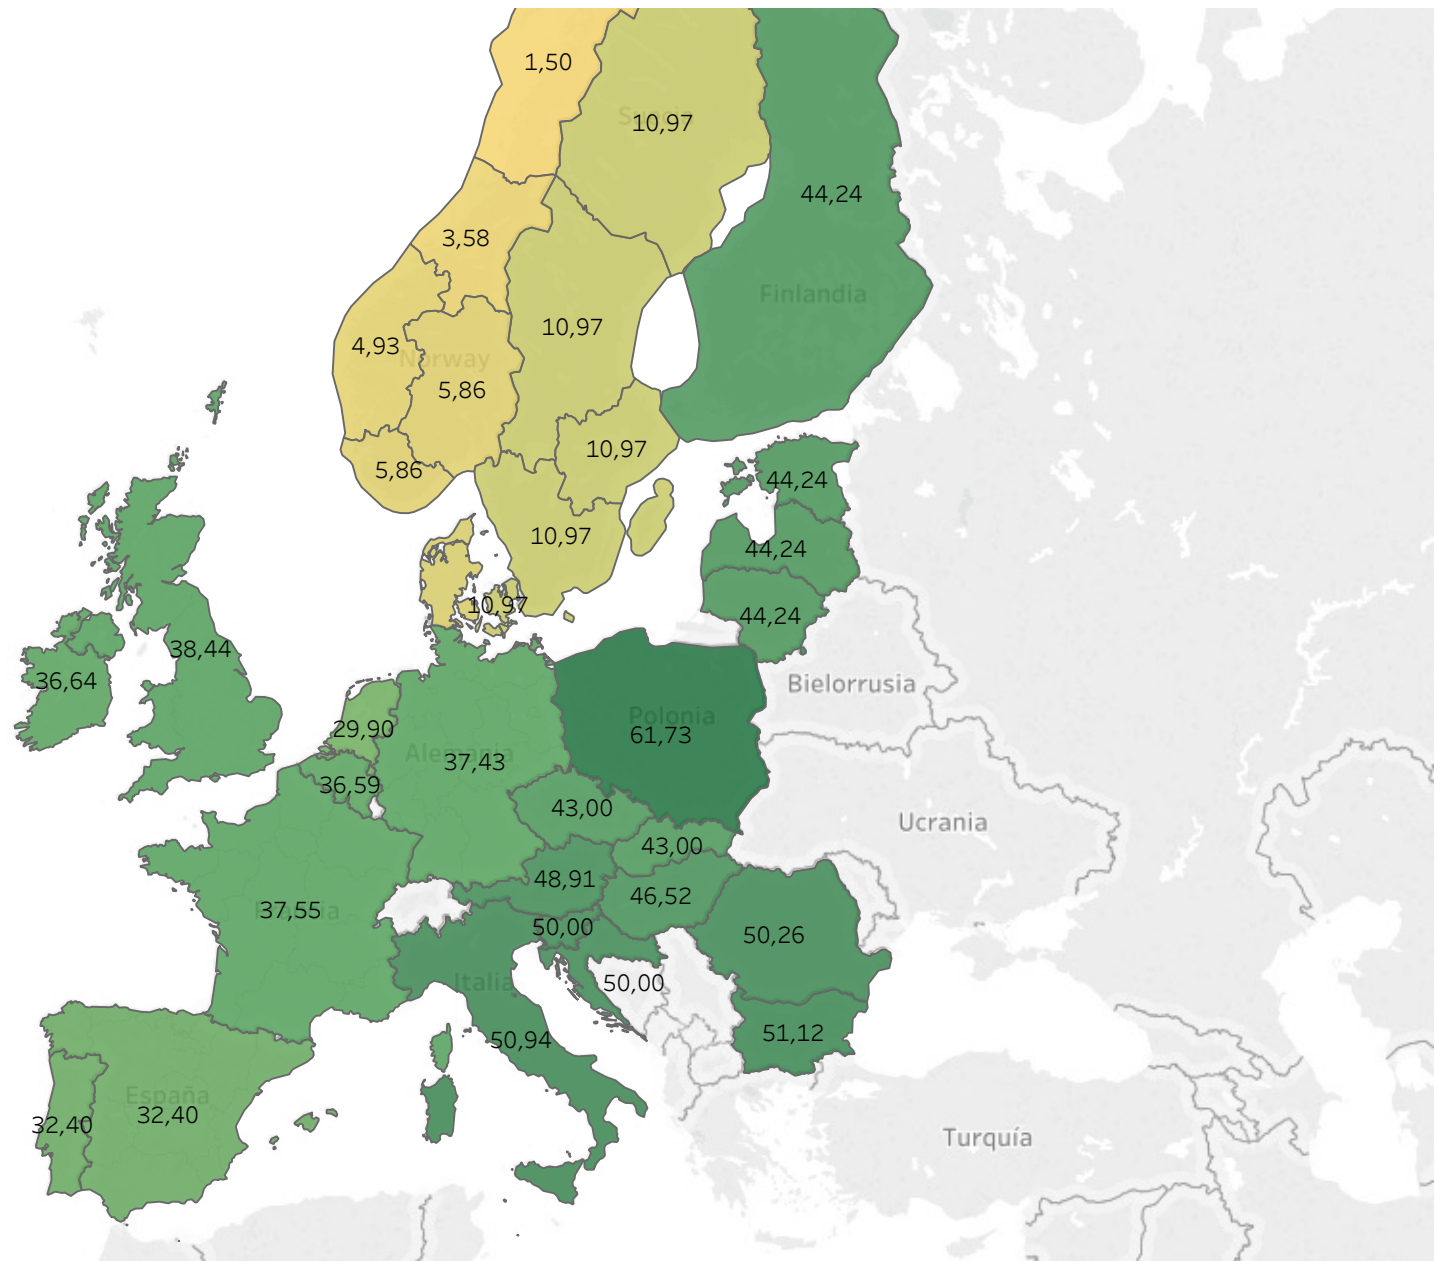 1,50
Suecia
10,97
44,24
3,58
Finlandia
10,97
4,93
Norway
5,86
10,97
5,86
44,24
10,97
44,24
10,97
44,24
38,44
36,64
Bielorrusia
Polonia
29,90
61,73
Alemania
37,43
36,59
43,00
Ucrania
43,00
48,91
46,52
37,55
Francia
50,00
50,26
Italia
50,00
50,94
51,12
España
32,40
32,40
Turquía